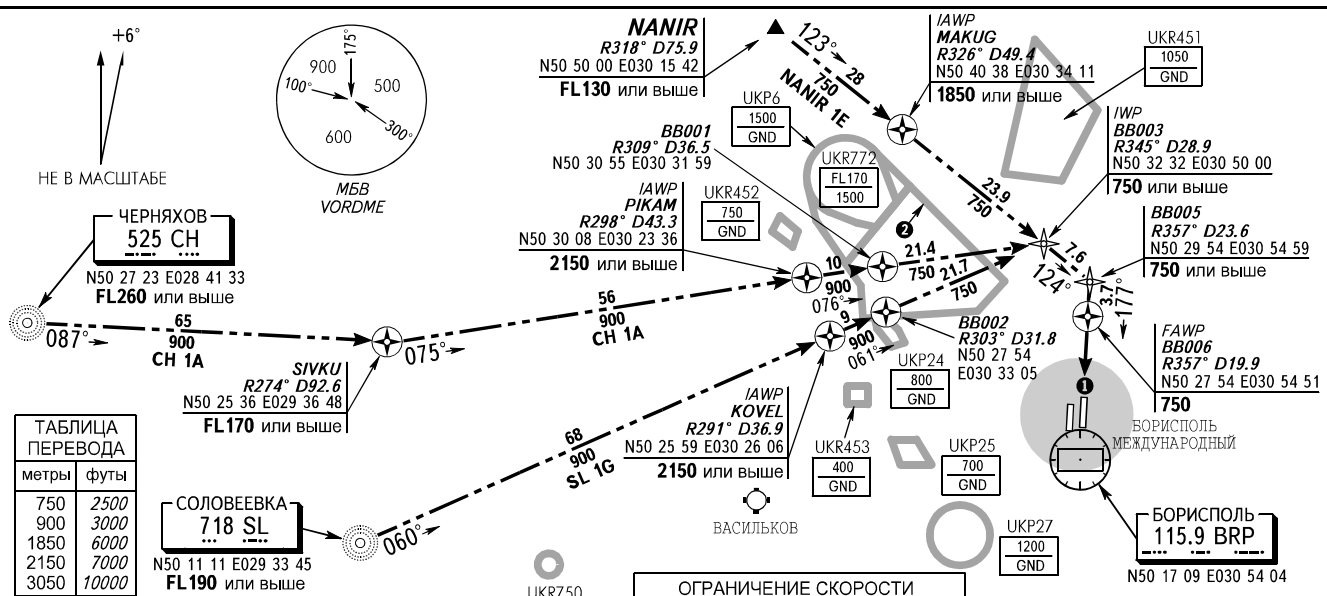 +6°
НЕ В МАСШТАБЕ
175°
900
500
100°
600
300°
МБВ
VORDME
NANIR
R318° D75.9
N50 50 00 E030 15 42
FL130 или выше
123°
28
750
NANIR 1E
IAWP
MAKUG
R326° D49.4
N50 40 38 E030 34 11
1850 или выше
UKR451
1050
GND
UKP6
1500
GND
BB001
R309° D36.5
N50 30 55 E030 31 59
UKR772
FL170
1500
IWP
BB003
R345° D28.9
N50 32 32 E030 50 00
750 или выше
IAWP
PIKAM
R298° D43.3
N50 30 08 E030 23 36
2150 или выше
UKR452
750
GND
2
23.9
750
BB005
R357° D23.6
N50 29 54 E030 54 59
750 или выше
ЧЕРНЯХОВ
525 CH
N50 27 23 E028 41 33
FL260 или выше
087°
65
900
CH 1A
SIVKU
R274° D92.6
N50 25 36 E029 36 48
FL170 или выше
075°
56
900
CH 1A
10
900
076°
21.4
750
21.7
750
9
900
061°
7.6
124°
3.7
177°
BB002
R303° D31.8
N50 27 54
E030 33 05
FAWP
BB006
R357° D19.9
N50 27 54 E030 54 51
750
IAWP
KOVEL
R291° D36.9
N50 25 59 E030 26 06
2150 или выше
UKP24
800
GND
1
БОРИСПОЛЬ
МЕЖДУНАРОДНЫЙ
UKR453
400
GND
UKP25
700
GND
68
900
SL 1G
ТАБЛИЦА
ПЕРЕВОДА
метры футы
750 2500
900 3000
1850 6000
2150 7000
3050 10000
СОЛОВЕЕВКА
718 SL
N50 11 11 E029 33 45
FL190 или выше
060°
ВАСИЛЬКОВ
UKP27
1200
GND
БОРИСПОЛЬ
115.9 BRP
N50 17 09 E030 54 04
UKR750
ОГРАНИЧЕНИЕ СКОРОСТИ